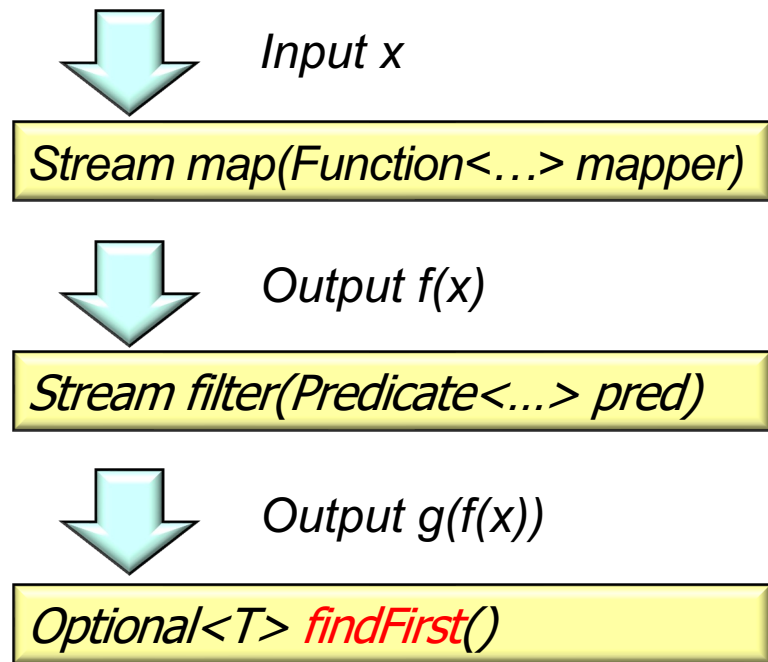 Input x
Stream map(Function<…> mapper)
Output f(x)
Stream filter(Predicate<...> pred)
Output g(f(x))
Optional<T> findFirst()